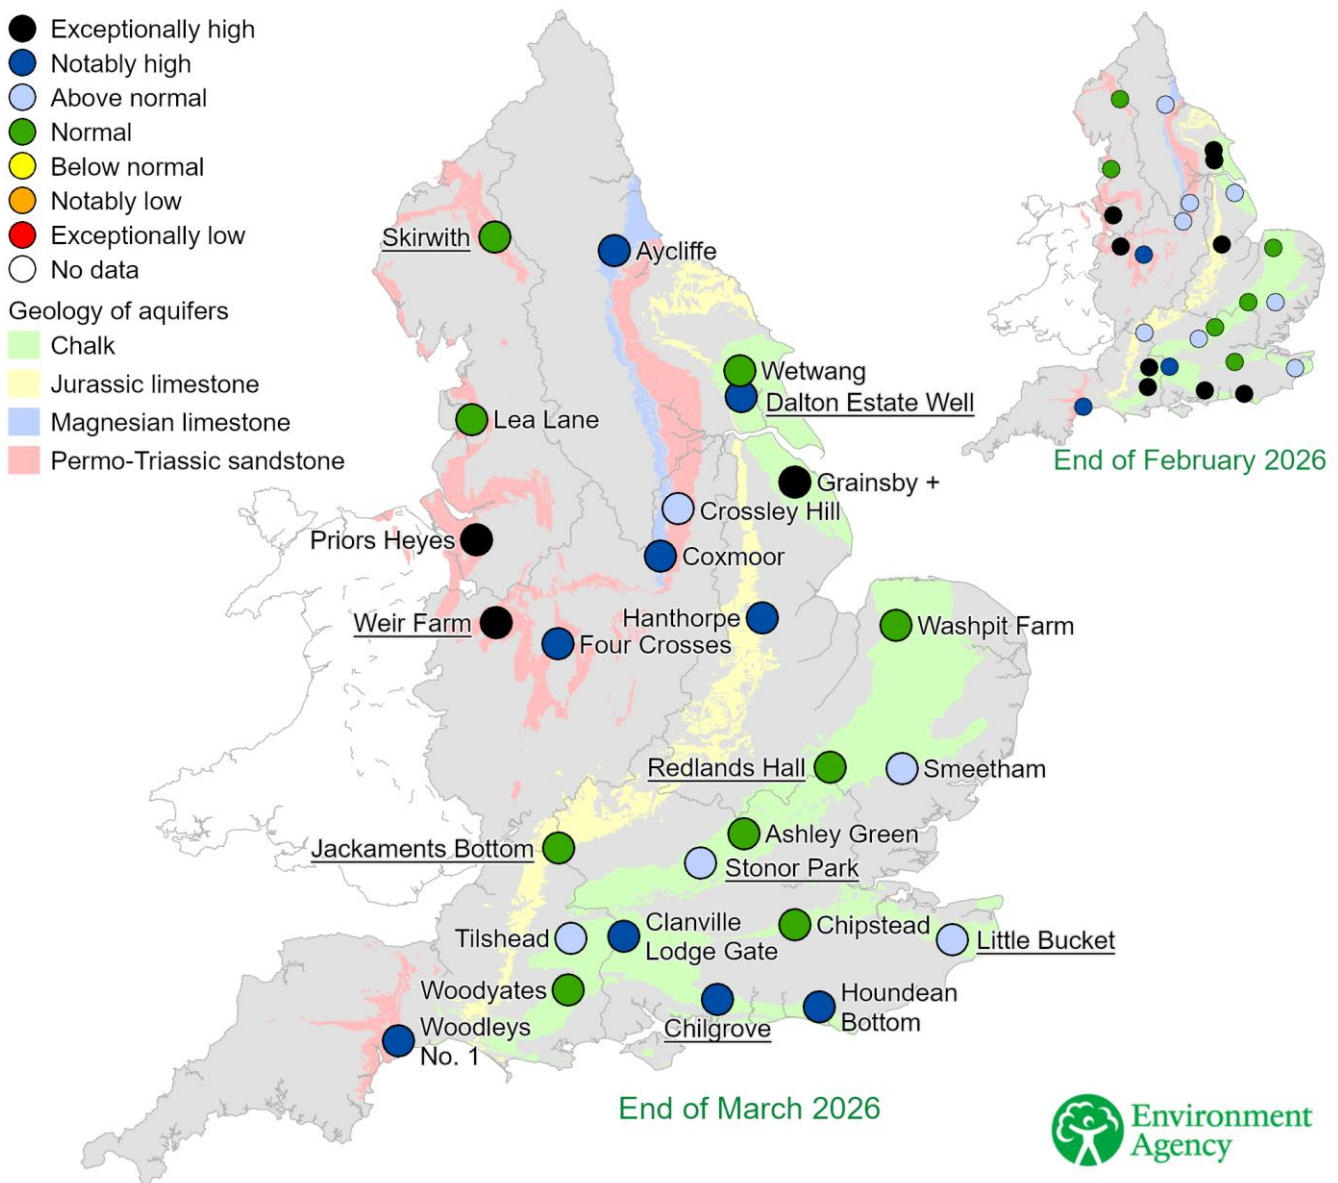 Exceptionally high
Notably high
Above normal
Normal
Below normal
Notably low
Exceptionally low
No data
Geology of aquifers
Chalk
Jurassic limestone
Magnesian limestone
Permo-Triassic sandstone
End of February 2026
Skirwith
Aycliffe
Wetwang
Dalton Estate Well
Lea Lane
Grainsby +
Crossley Hill
Priors Heyes
Coxmoor
Weir Farm
Hanthorpe
Four Crosses
Washpit Farm
Redlands Hall
Smeetham
Jackaments Bottom
Ashley Green
Stonor Park
Tilshead
Clanville
Lodge Gate
Chipstead
Little Bucket
Woodyates
Chilgrove
Houndean
Bottom
Woodleys
No. 1
End of March 2026
Environment
Agency